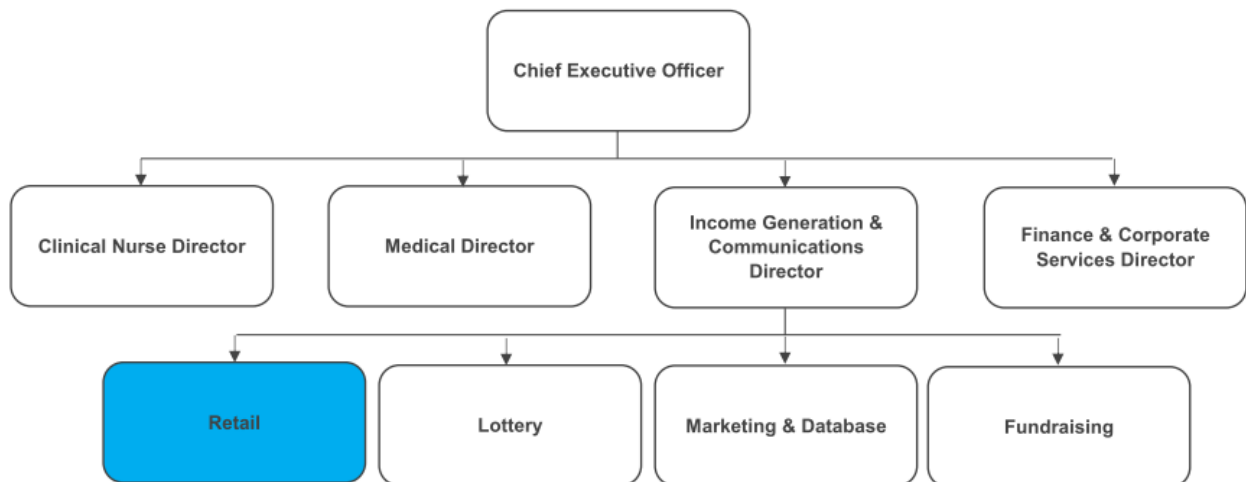 Chief Executive Officer
Clinical Nurse Director
Medical Director
Income Generation &
Communications
Director
Finance & Corporate
Services Director
Retail
Lottery
Marketing & Database
Fundraising